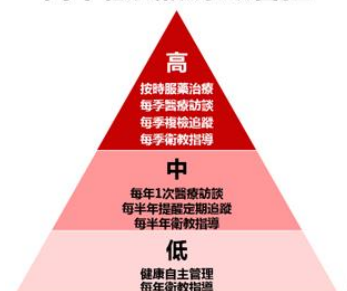 高
按時服藥治療
每季醫療訪談
每季複檢追蹤
每季衛教指導
中
每年1次醫療訪談
每半年提醒定期追蹤
每半年衛教指導
低
健康自主管理
每年衛教指導